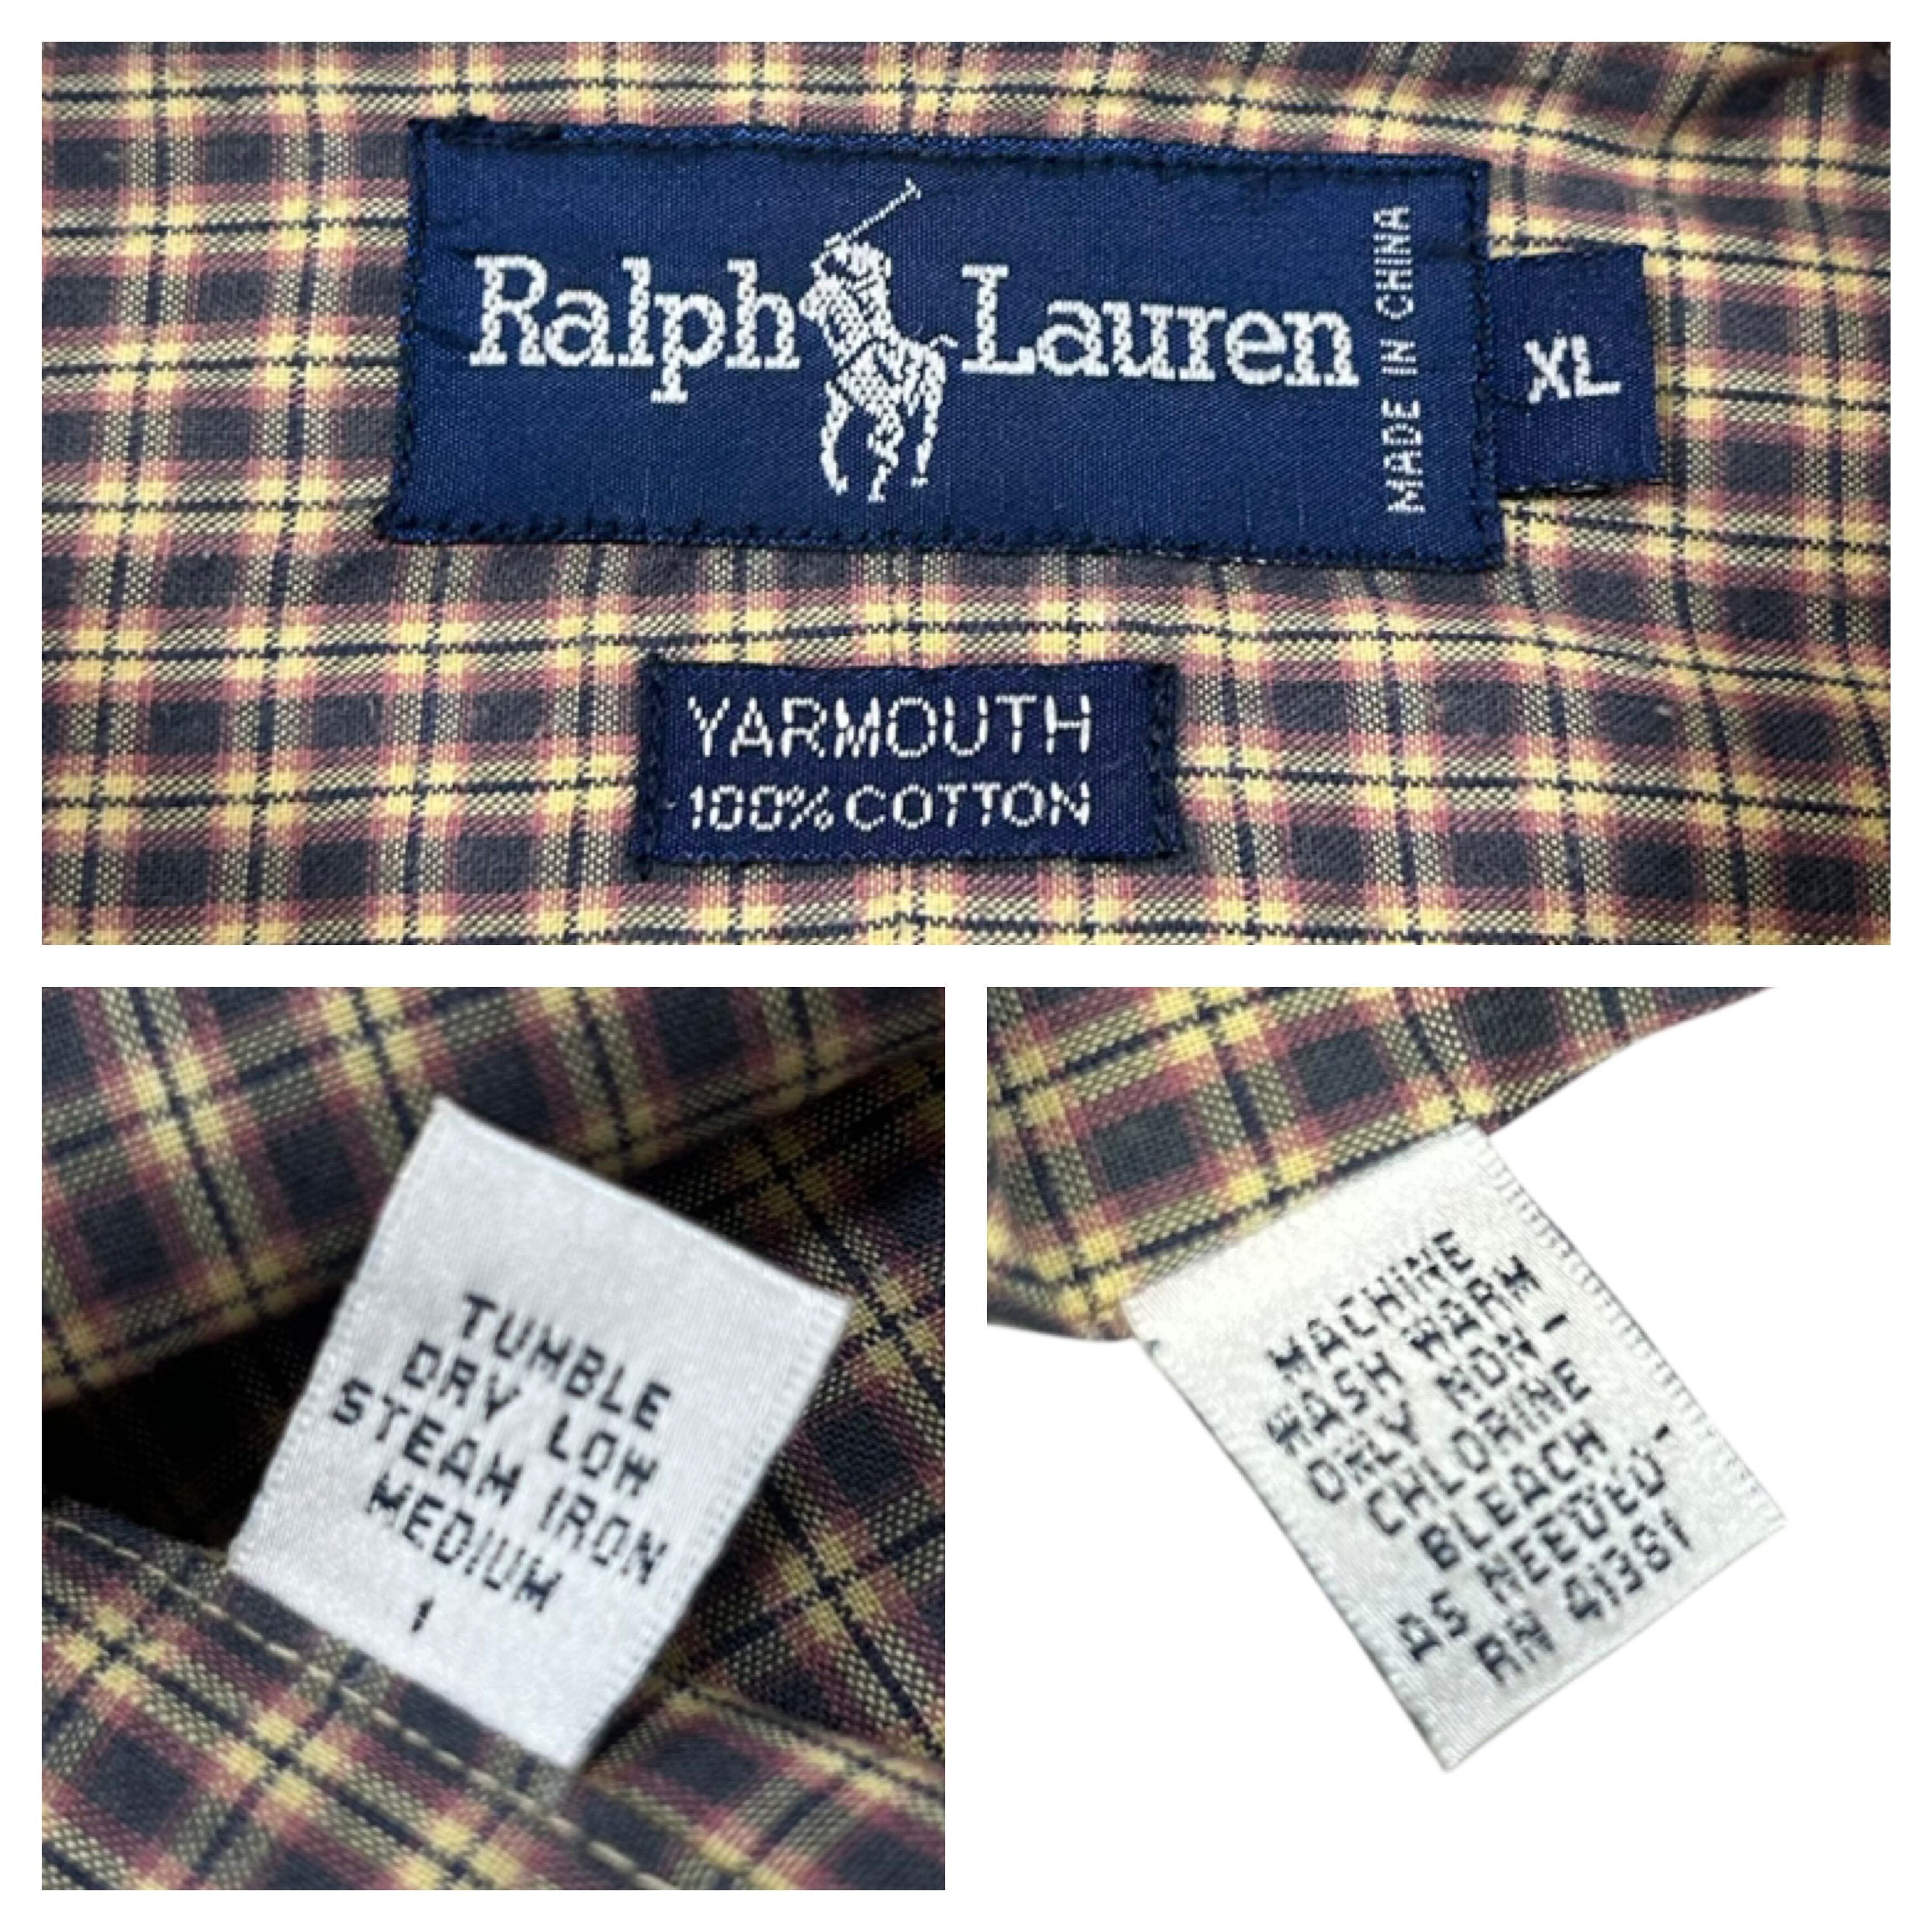 Ralph Lauren
MADE IN CHINA
XL
YARMOUTH
100% COTTON
TUMBLE
DRY LOW
STEAM IRON
MEDIUM
1
MACHINE
WASH WARM
ONLY NON-
CHLORINE
BLEACH
AS NEEDED.
RN 41381